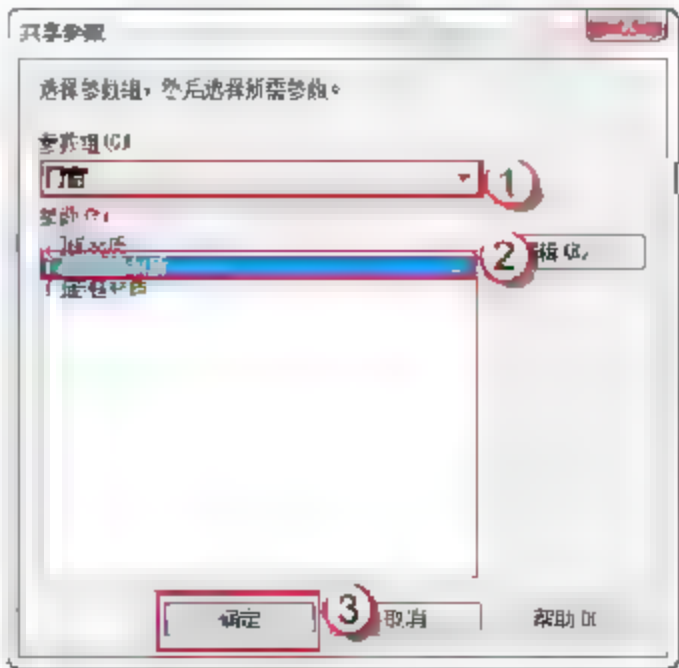 共享参数
选择参数组，然后选择所需参数。
参数组(G)
门窗
1
参数(P)
2
编辑(E)
确定
3
取消
帮助(H)